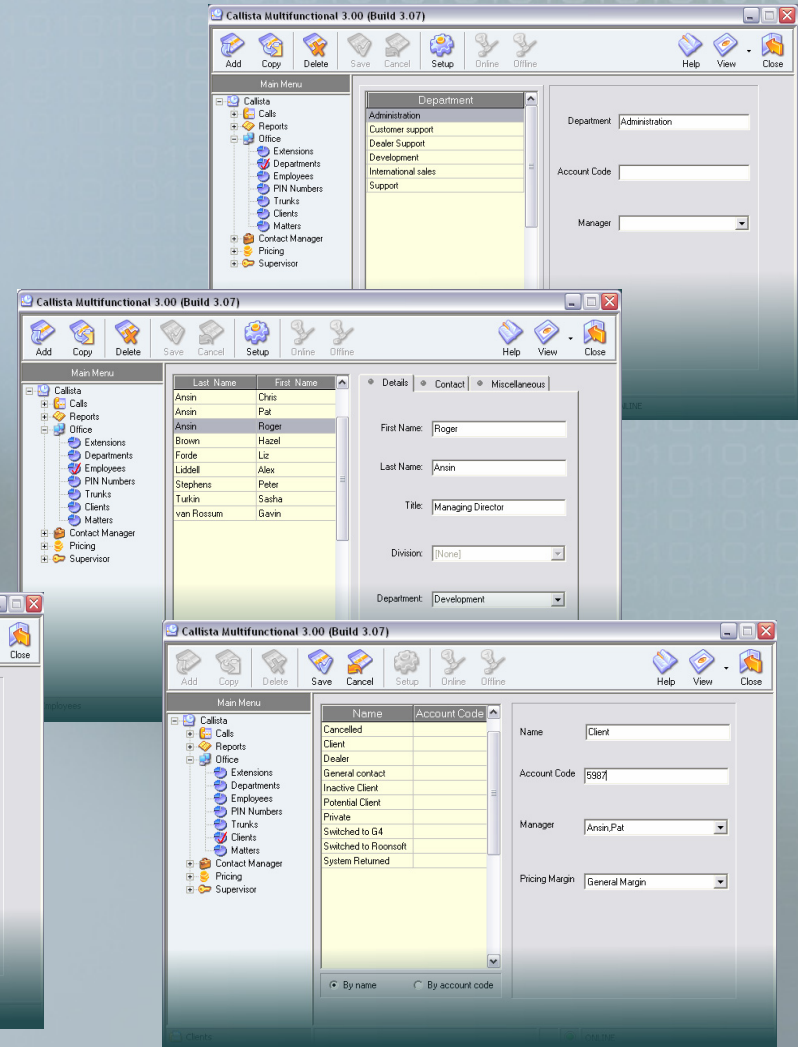 Callista Multifunctional 3.00 (Build 3.07)
Add Copy Delete Save Cancel Setup Online Offline Help View Close
Main Menu
Callista
Calls
Reports
Office
Extensions
Departments
Employees
PIN Numbers
Trunks
Clients
Matters
Contact Manager
Pricing
Supervisor
Department
Administration
Customer support
Dealer Support
Development
International sales
Support
Department Administration
Account Code
Manager
Callista Multifunctional 3.00 (Build 3.07)
Add Copy Delete Save Cancel Setup Online Offline Help View Close
Main Menu
Callista
Calls
Reports
Office
Extensions
Departments
Employees
PIN Numbers
Trunks
Clients
Matters
Contact Manager
Pricing
Supervisor
Last Name First Name
Ansin Chris
Ansin Pat
Ansin Roger
Brown Hazel
Forde Liz
Liddell Alex
Stephens Peter
Turkin Sasha
van Rossum Gavin
Details Contact Miscellaneous
First Name: Roger
Last Name: Ansin
Title: Managing Director
Division: [None]
Department: Development
Close
mployees
Callista Multifunctional 3.00 (Build 3.07)
Add Copy Delete Save Cancel Setup Online Offline Help View Close
Main Menu
Callista
Calls
Reports
Office
Extensions
Departments
Employees
PIN Numbers
Trunks
Clients
Matters
Contact Manager
Pricing
Supervisor
Name Account Code
Cancelled
Client
Dealer
General contact
Inactive Client
Potential Client
Private
Switched to G4
Switched to Roonsoft
System Returned
By name By account code
Name Client
Account Code 5987
Manager Ansin,Pat
Pricing Margin General Margin
Clients ONLINE